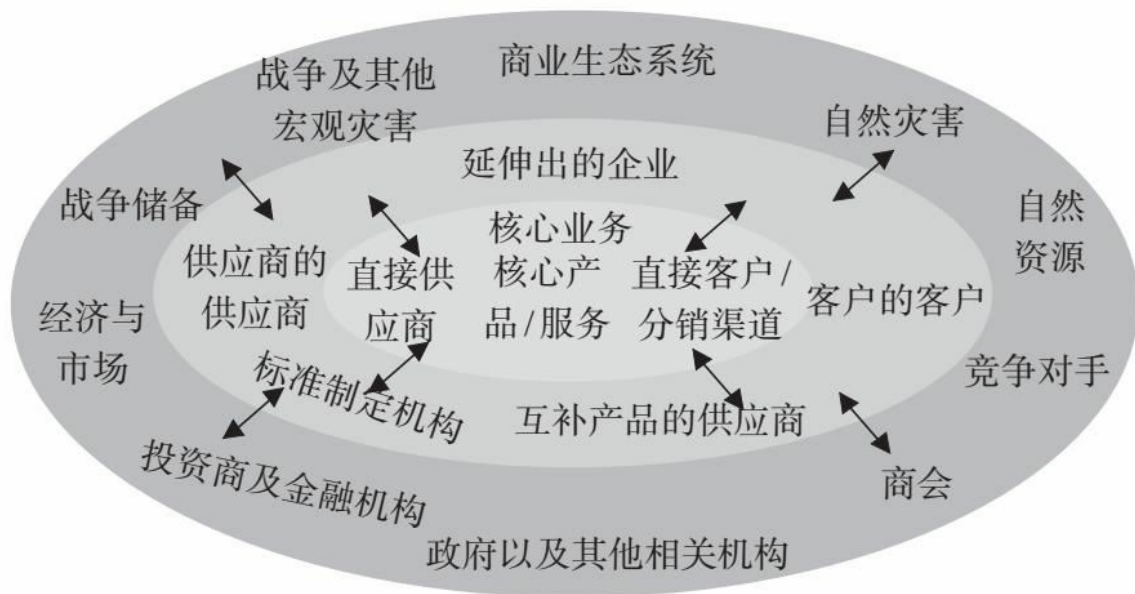 商业生态系统
战争及其他
宏观灾害
自然灾害
延伸出的企业
战争储备
自然
资源
核心业务
供应商的
供应商
直接供
应商
核心产
品/服务
直接客户/
分销渠道
客户的客户
经济与
市场
竞争对手
标准制定机构
互补产品的供应商
投资商及金融机构
商会
政府以及其他相关机构